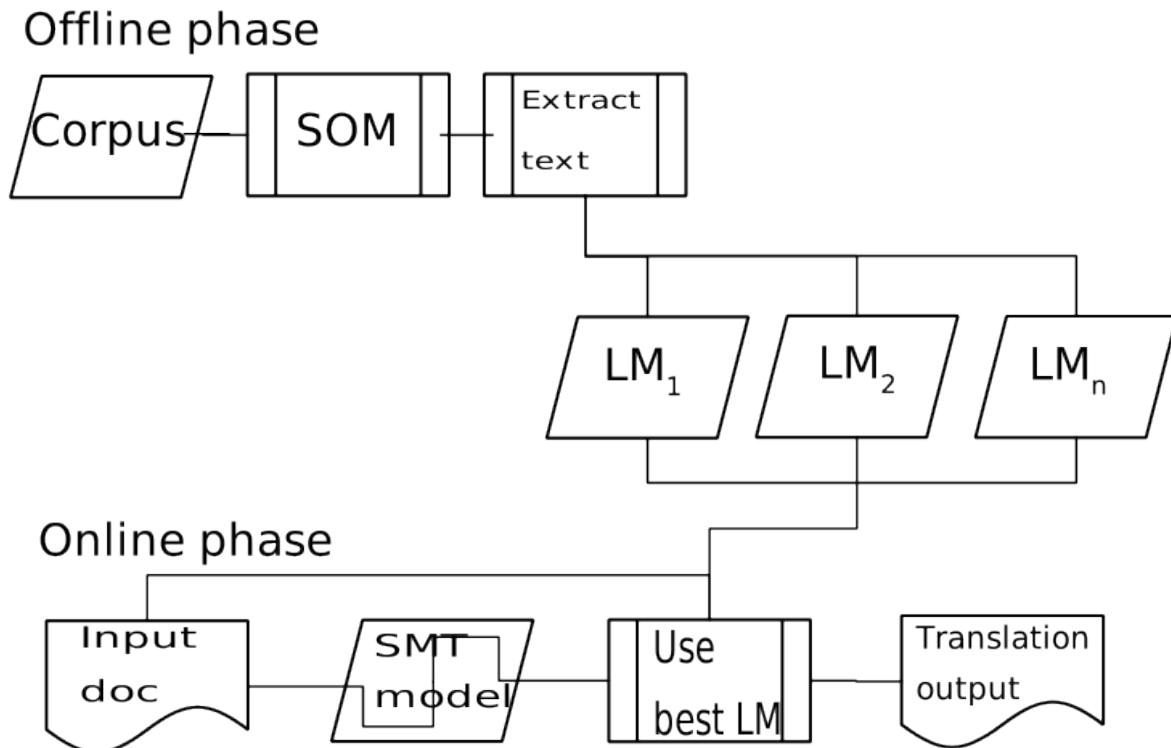 Offline phase
Corpus
SOM
Extract
text
LM₁
LM₂
LMₙ
Online phase
Input
doc
SMT
model
Use
best LM
Translation
output